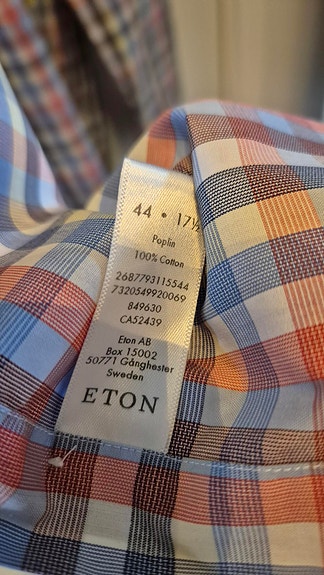 44 • 17½
Poplin
100% Cotton
2687793115544
7320549920069
849630
CA52439
Eton AB
Box 15002
50771 Gånghester
Sweden
ETON